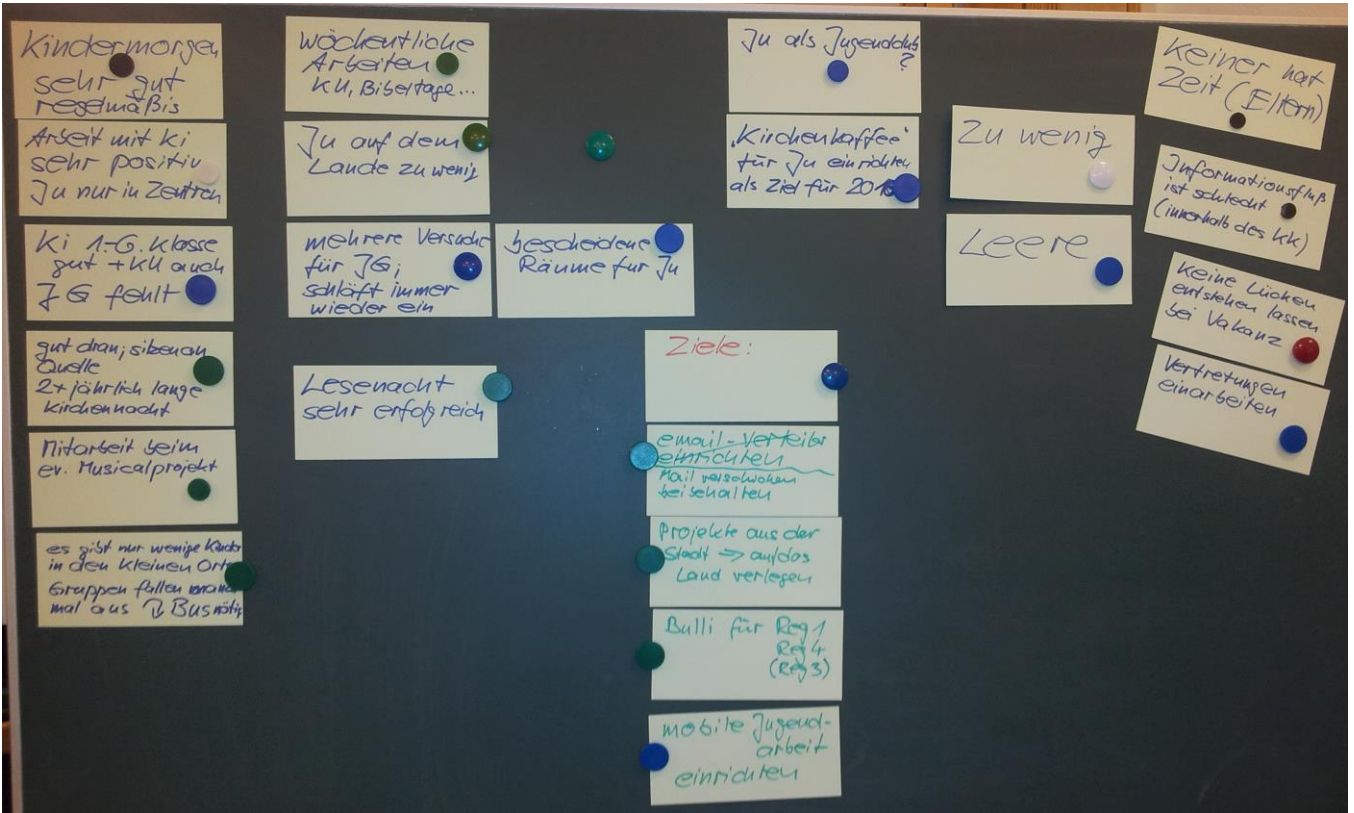 Kindermorgen
sehr gut
regelmäßig
Arbeit mit Ki
sehr positiv
Ju nur in Zentren
Ki 1.-6. Klasse
gut + KU auch
JG fehlt
gut dran; sitzen an
Quelle
2x jährlich lange
Kirchennacht
Mitarbeit beim
ev. Musicalprojekt
es gibt nur wenige Kinder
in den kleinen Orten
Gruppen fallen manch
mal aus Bus nötig
wöchentliche
Arbeiten
KU, Bibeltage...
Ju auf dem
Lande zu wenig
mehrere Versuche
für JG;
schläft immer
wieder ein
Lesenacht
sehr erfolgreich
bescheidene
Räume für Ju
Ju als Jugendclub
?
"Kirchenkaffee"
für Ju einrichten
als Ziel für
Ziele:
email-Verteiler
einrichten
Mail
beibehalten
Projekte aus der
Stadt → auf das
Land verlegen
Bulli für Reg 1
Reg 4
(Reg 3)
mobile Jugend-
arbeit
einrichten
Zu wenig
Leere
Keiner hat
Zeit (Eltern)
Informationsfluß
ist schlecht
(innerhalb des KK)
Keine Lücken
entstehen lassen
bei Vakanz
Vertretungen
einarbeiten